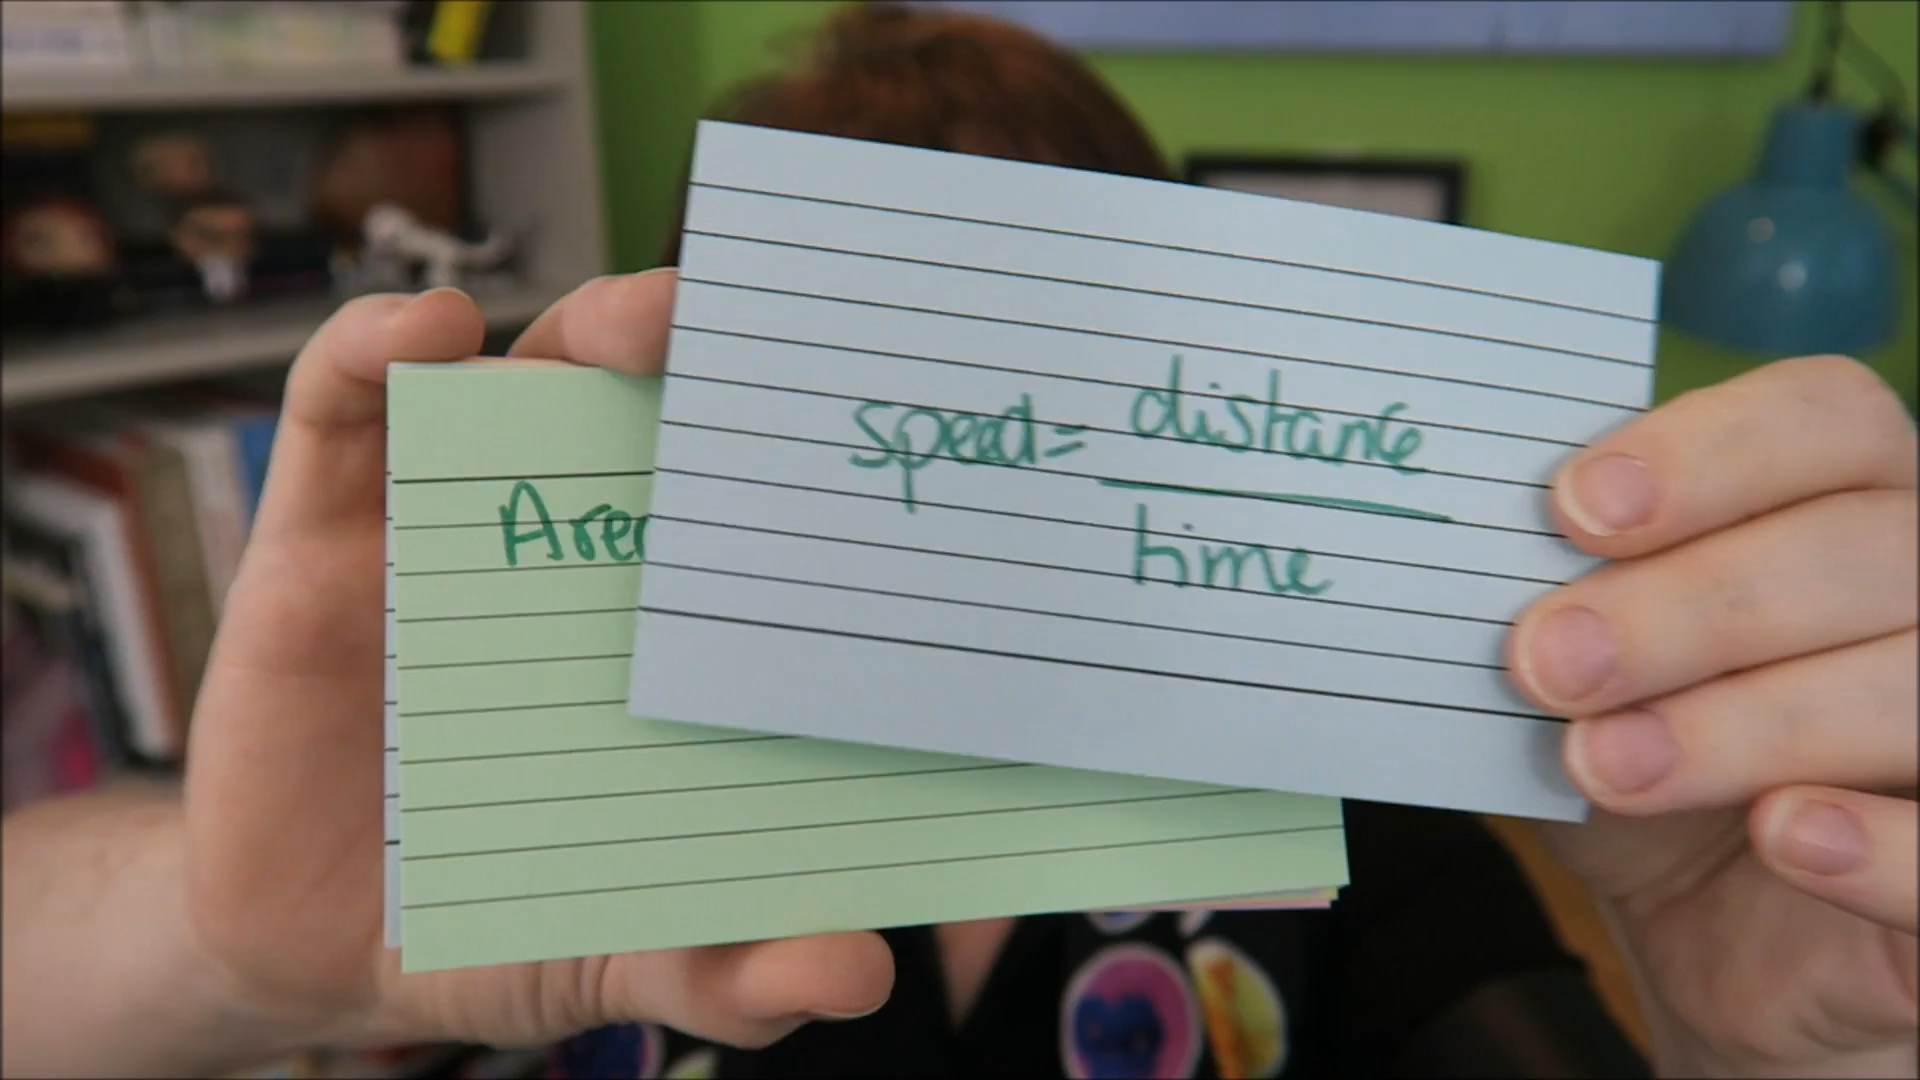 speed = distance
time